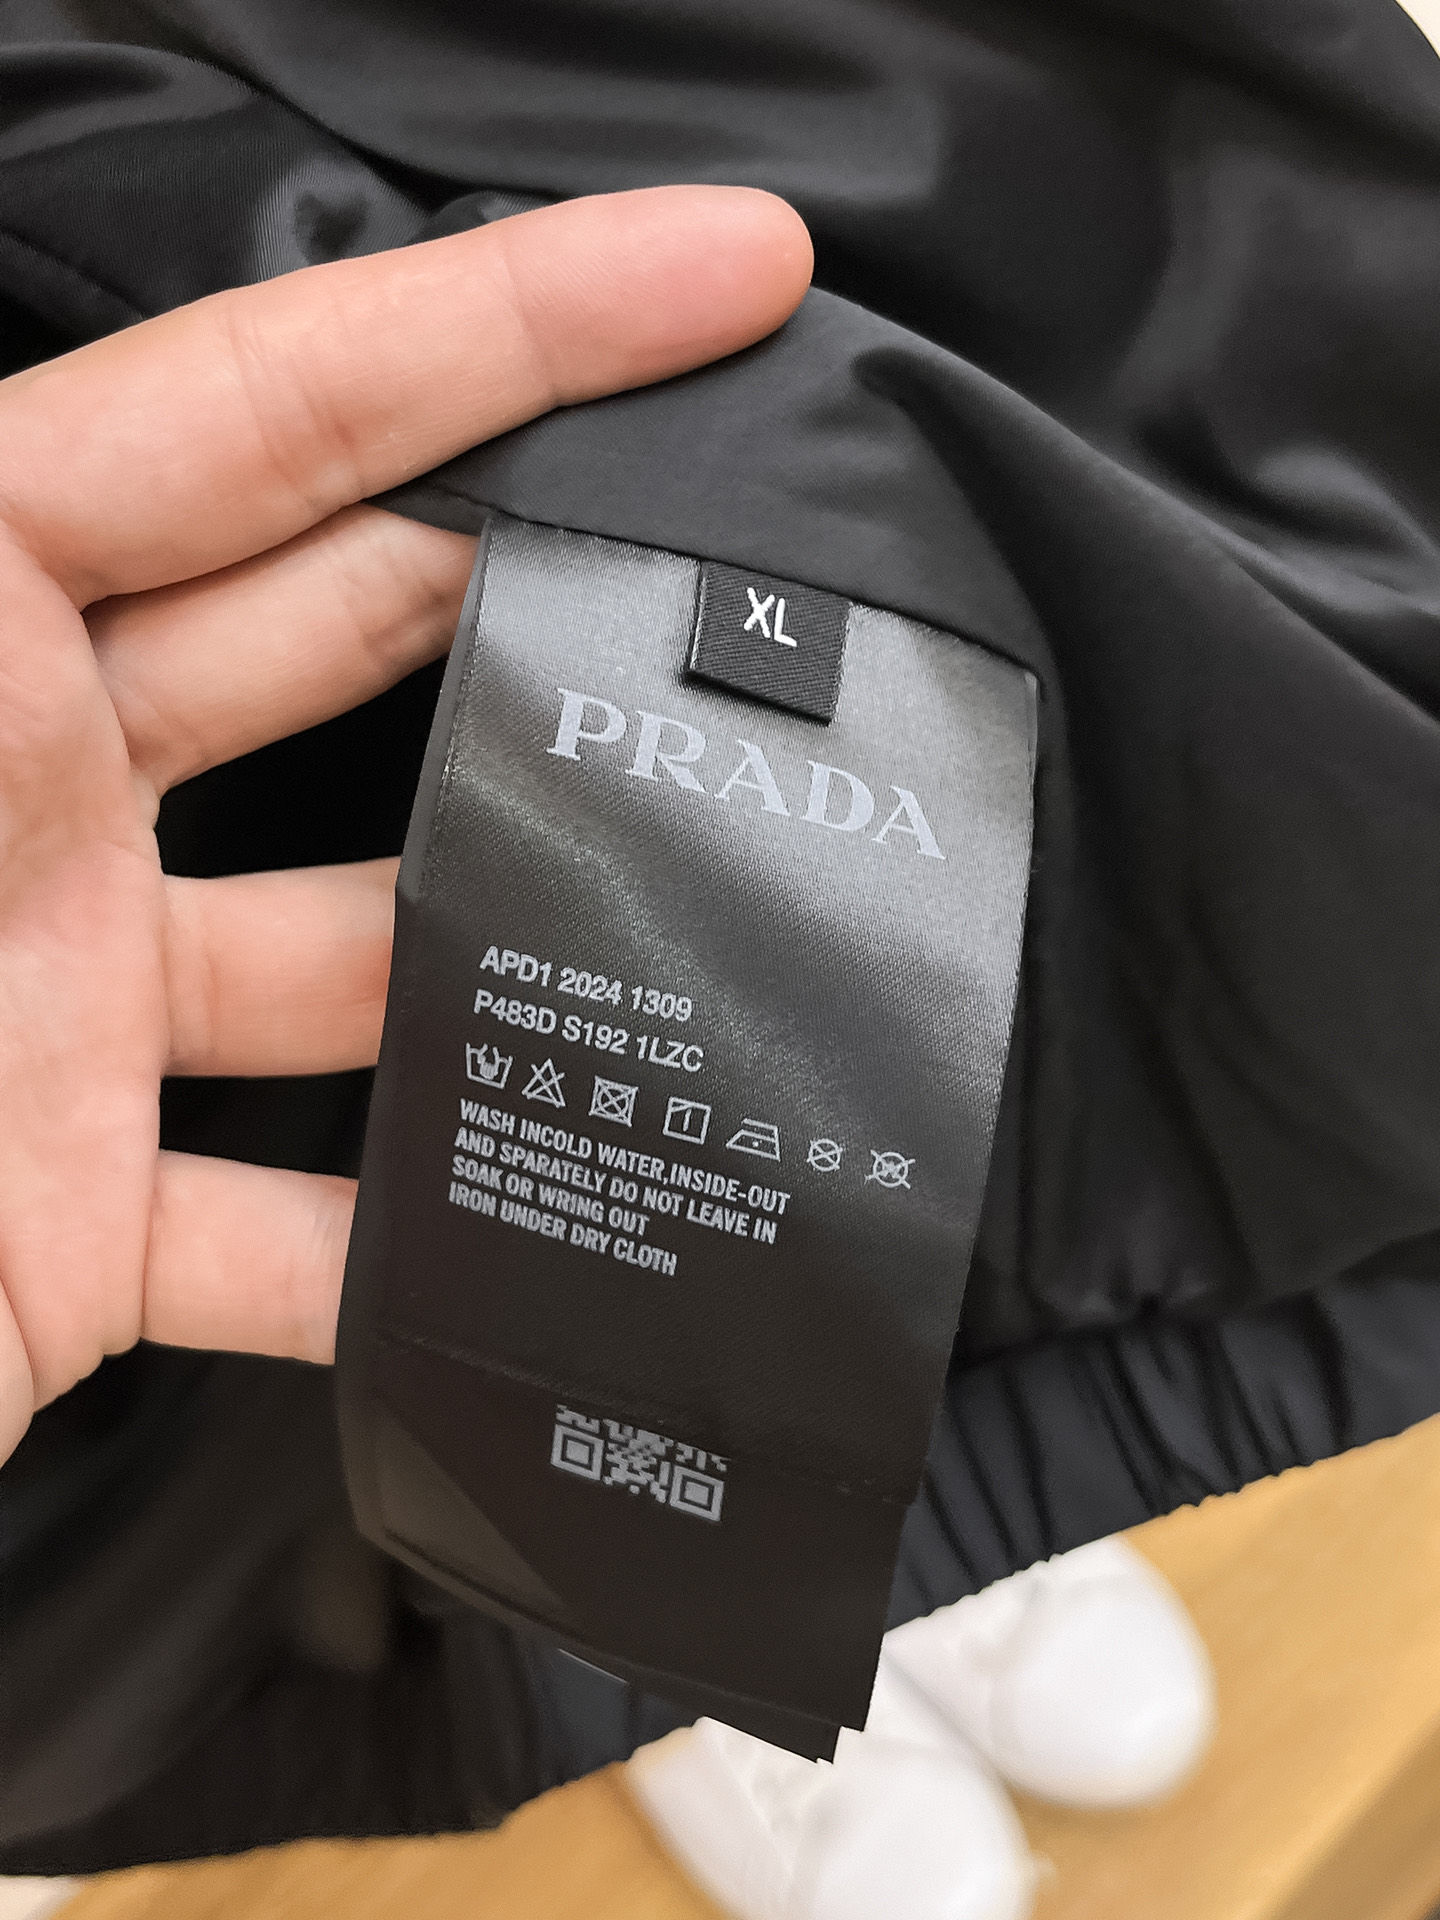 XL
PRADA
APD1 2024 1309
P483D S192 1LZC
WASH INCOLD WATER,INSIDE-OUT
AND SPARATELY DO NOT LEAVE IN
SOAK OR WRING OUT
IRON UNDER DRY CLOTH